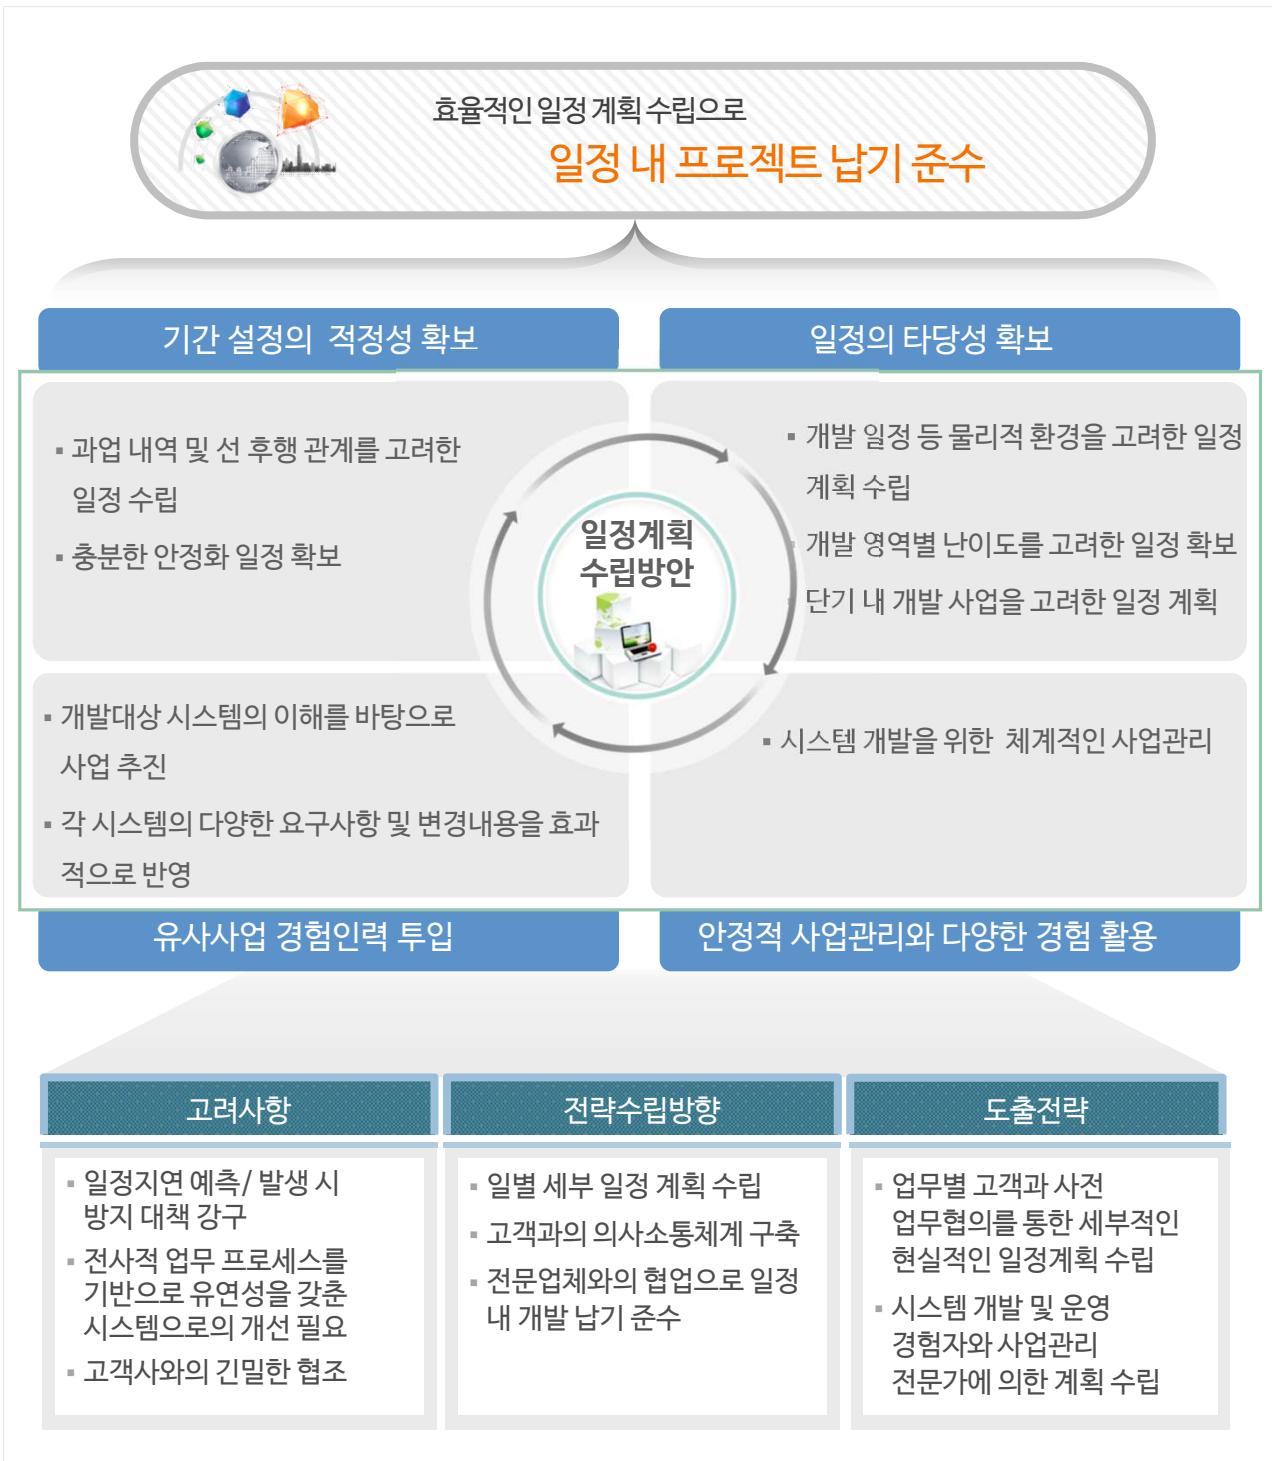 효율적인 일정 계획 수립으로
일정 내 프로젝트 납기 준수
기간 설정의 적정성 확보
일정의 타당성 확보
▪ 과업 내역 및 선 후행 관계를 고려한
일정 수립
▪ 충분한 안정화 일정 확보
▪ 개발 일정 등 물리적 환경을 고려한 일정
계획 수립
▪ 개발 영역별 난이도를 고려한 일정 확보
▪ 단기 내 개발 사업을 고려한 일정 계획
일정계획
수립방안
▪ 개발대상 시스템의 이해를 바탕으로
사업 추진
▪ 각 시스템의 다양한 요구사항 및 변경내용을 효과
적으로 반영
▪ 시스템 개발을 위한 체계적인 사업관리
유사사업 경험인력 투입
안정적 사업관리와 다양한 경험 활용
고려사항
▪ 일정지연 예측/ 발생 시
방지 대책 강구
▪ 전사적 업무 프로세스를
기반으로 유연성을 갖춘
시스템으로의 개선 필요
▪ 고객사와의 긴밀한 협조
전략수립방향
▪ 일별 세부 일정 계획 수립
▪ 고객과의 의사소통체계 구축
▪ 전문업체와의 협업으로 일정
내 개발 납기 준수
도출전략
▪ 업무별 고객과 사전
업무협의를 통한 세부적인
현실적인 일정계획 수립
▪ 시스템 개발 및 운영
경험자와 사업관리
전문가에 의한 계획 수립